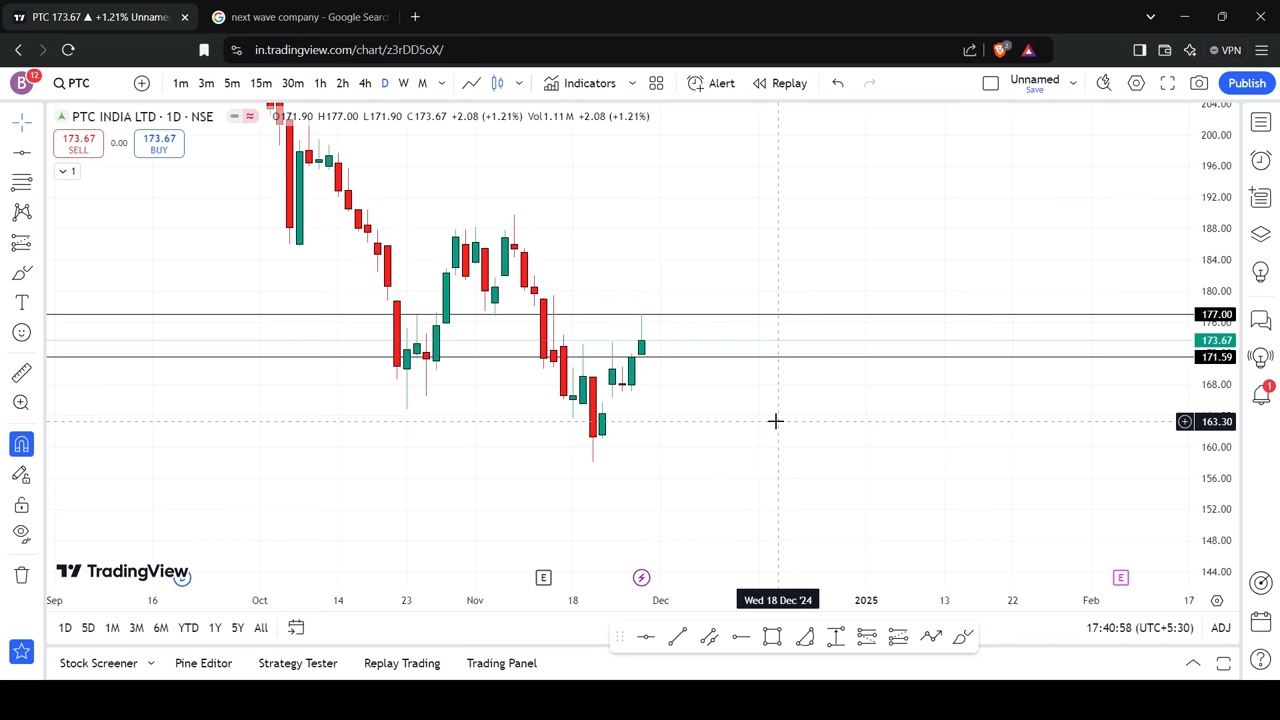 PTC 173.67 ▲ +1.21% Unname
next wave company - Google Searc
in.tradingview.com/chart/z3rDD5oX/
VPN
B 12 PTC 1m 3m 5m 15m 30m 1h 2h 4h D W M Indicators Alert Replay Unnamed Save Publish
PTC INDIA LTD · 1D · NSE O171.90 H177.00 L171.90 C173.67 +2.08 (+1.21%) Vol1.11 M +2.08 (+1.21%)
173.67 SELL 0.00 173.67 BUY
1
204.00
200.00
196.00
192.00
188.00
184.00
180.00
177.00
176.00
173.67
171.59
168.00
163.30
160.00
156.00
152.00
148.00
144.00
TradingView
E E
Sep 16 Oct 14 23 Nov 18 Dec Wed 18 Dec '24 2025 13 22 Feb 17
1D 5D 1M 3M 6M YTD 1Y 5Y All 17:40:58 (UTC+5:30) ADJ
Stock Screener Pine Editor Strategy Tester Replay Trading Trading Panel
1